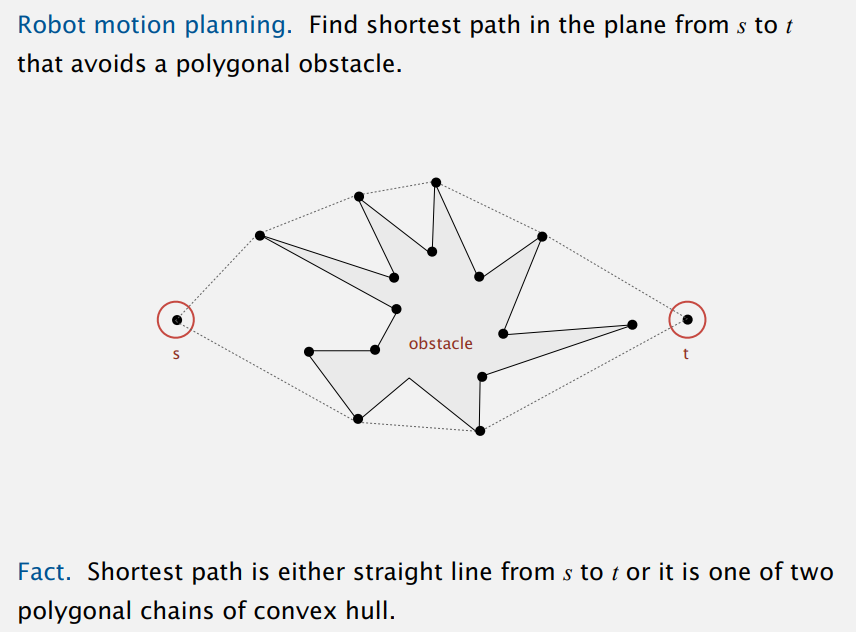 Robot motion planning. Find shortest path in the plane from s to t
that avoids a polygonal obstacle.
obstacle
s
t
Fact. Shortest path is either straight line from s to t or it is one of two
polygonal chains of convex hull.